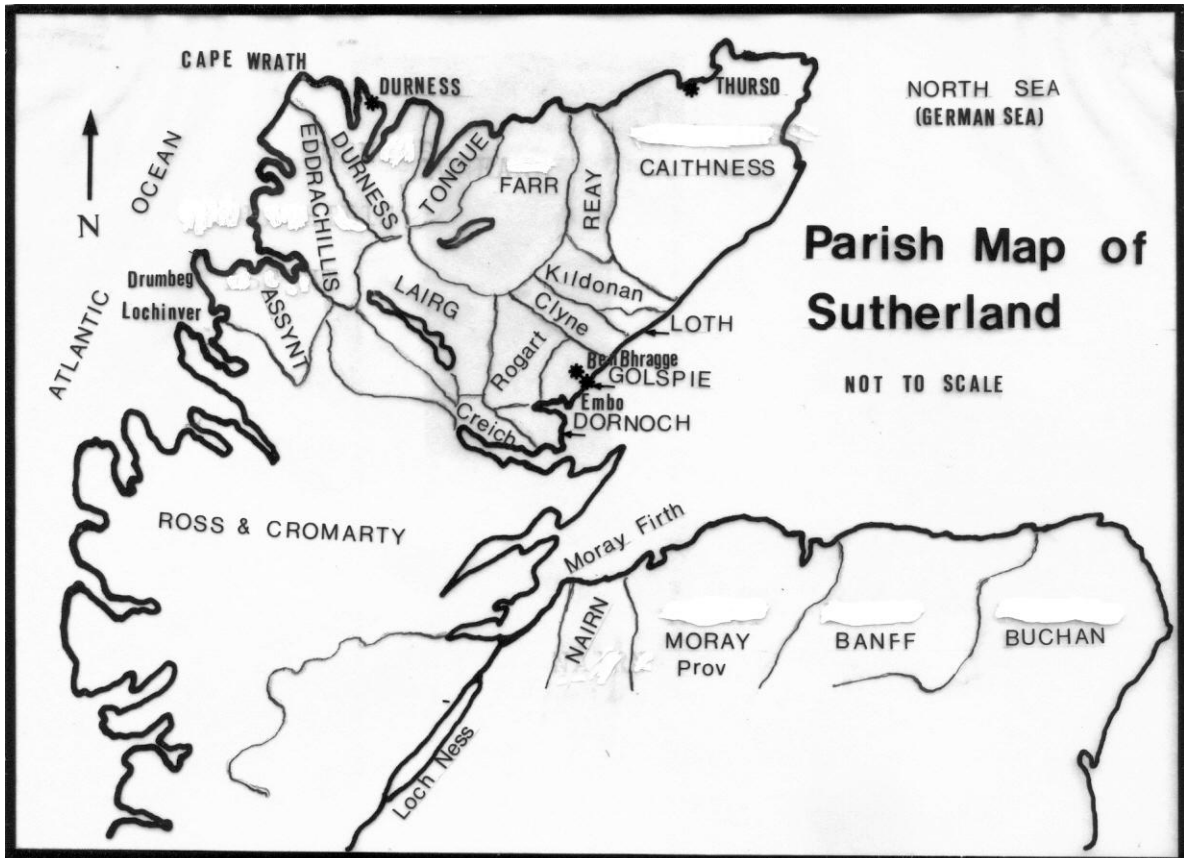 CAPE WRATH
DURNESS
THURSO
NORTH SEA
(GERMAN SEA)
ATLANTIC OCEAN
N
EDDRACHILLIS
DURNESS
TONGUE
FARR
REAY
CAITHNESS
Parish Map of
Sutherland
NOT TO SCALE
Drumbeg
Lochinver
ASSYNT
LAIRG
Kildonan
Clyne
LOTH
Rogart
Ben Bhragge
GOLSPIE
Embo
DORNOCH
Creich
ROSS & CROMARTY
Moray Firth
NAIRN
MORAY
Prov
BANFF
BUCHAN
Loch Ness